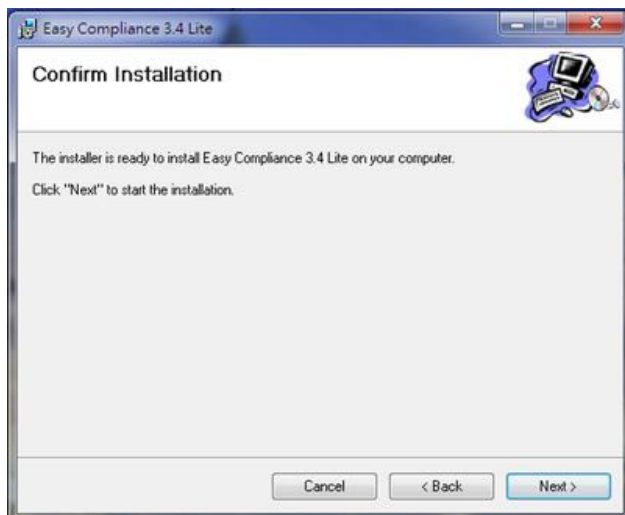 Easy Compliance 3.4 Lite
Confirm Installation
The installer is ready to install Easy Compliance 3.4 Lite on your computer.
Click "Next" to start the installation.
Cancel
< Back
Next >